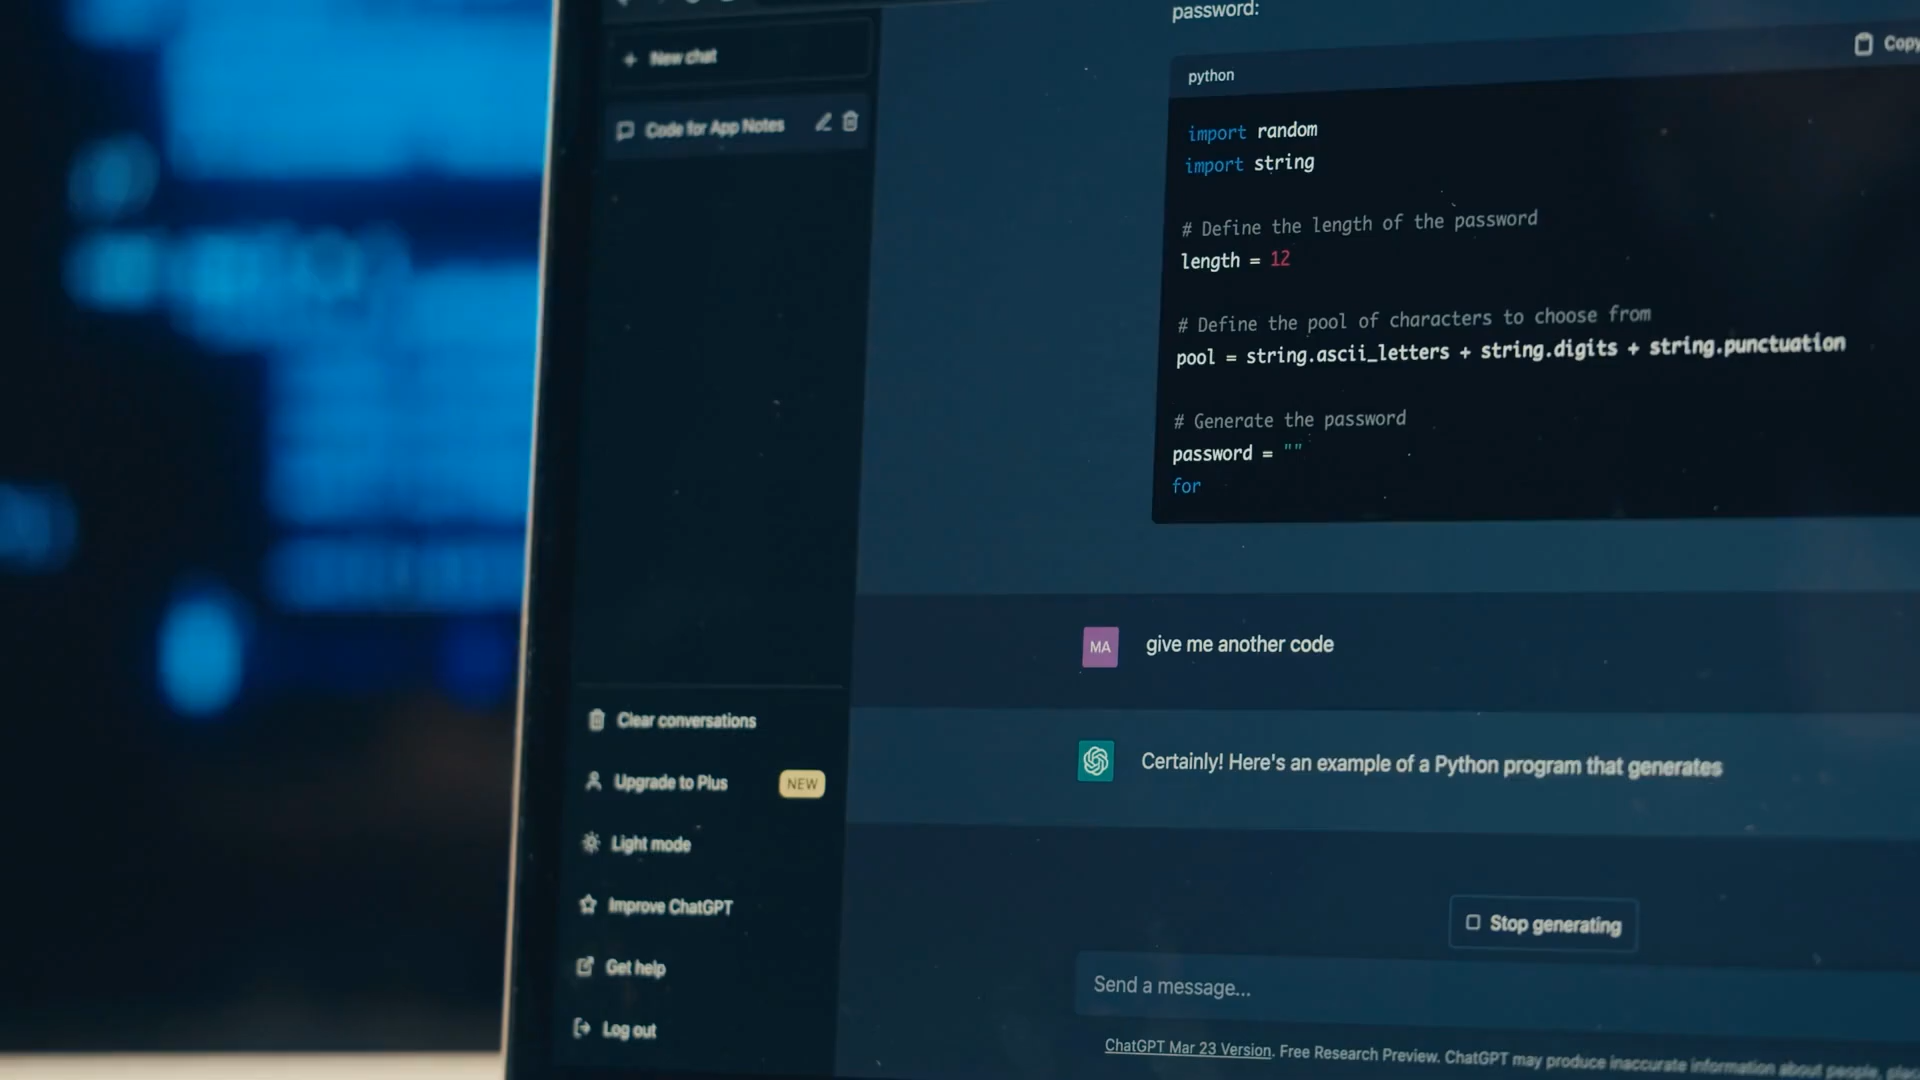 New chat
Code for App Notes
Clear conversations
Upgrade to Plus NEW
Light mode
Improve ChatGPT
Get help
Log out
password:
python Copy
import random
import string
# Define the length of the password
length = 12
# Define the pool of characters to choose from
pool = string.ascii_letters + string.digits + string.punctuation
# Generate the password
password = ""
for
MA give me another code
Certainly! Here's an example of a Python program that generates
Stop generating
Send a message...
ChatGPT Mar 23 Version. Free Research Preview. ChatGPT may produce inaccurate information about people,